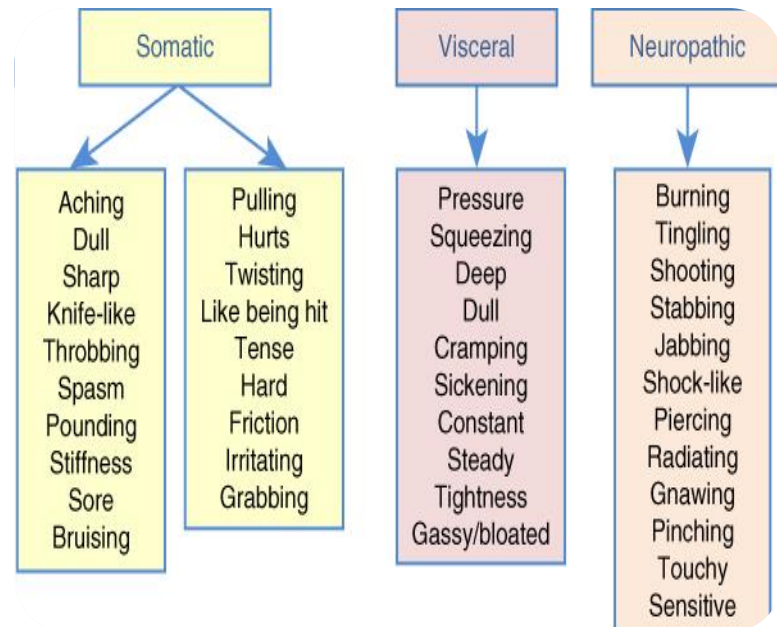 Somatic
Visceral
Neuropathic
Aching
Dull
Sharp
Knife-like
Throbbing
Spasm
Pounding
Stiffness
Sore
Bruising
Pulling
Hurts
Twisting
Like being hit
Tense
Hard
Friction
Irritating
Grabbing
Pressure
Squeezing
Deep
Dull
Cramping
Sickening
Constant
Steady
Tightness
Gassy/bloated
Burning
Tingling
Shooting
Stabbing
Jabbing
Shock-like
Piercing
Radiating
Gnawing
Pinching
Touchy
Sensitive